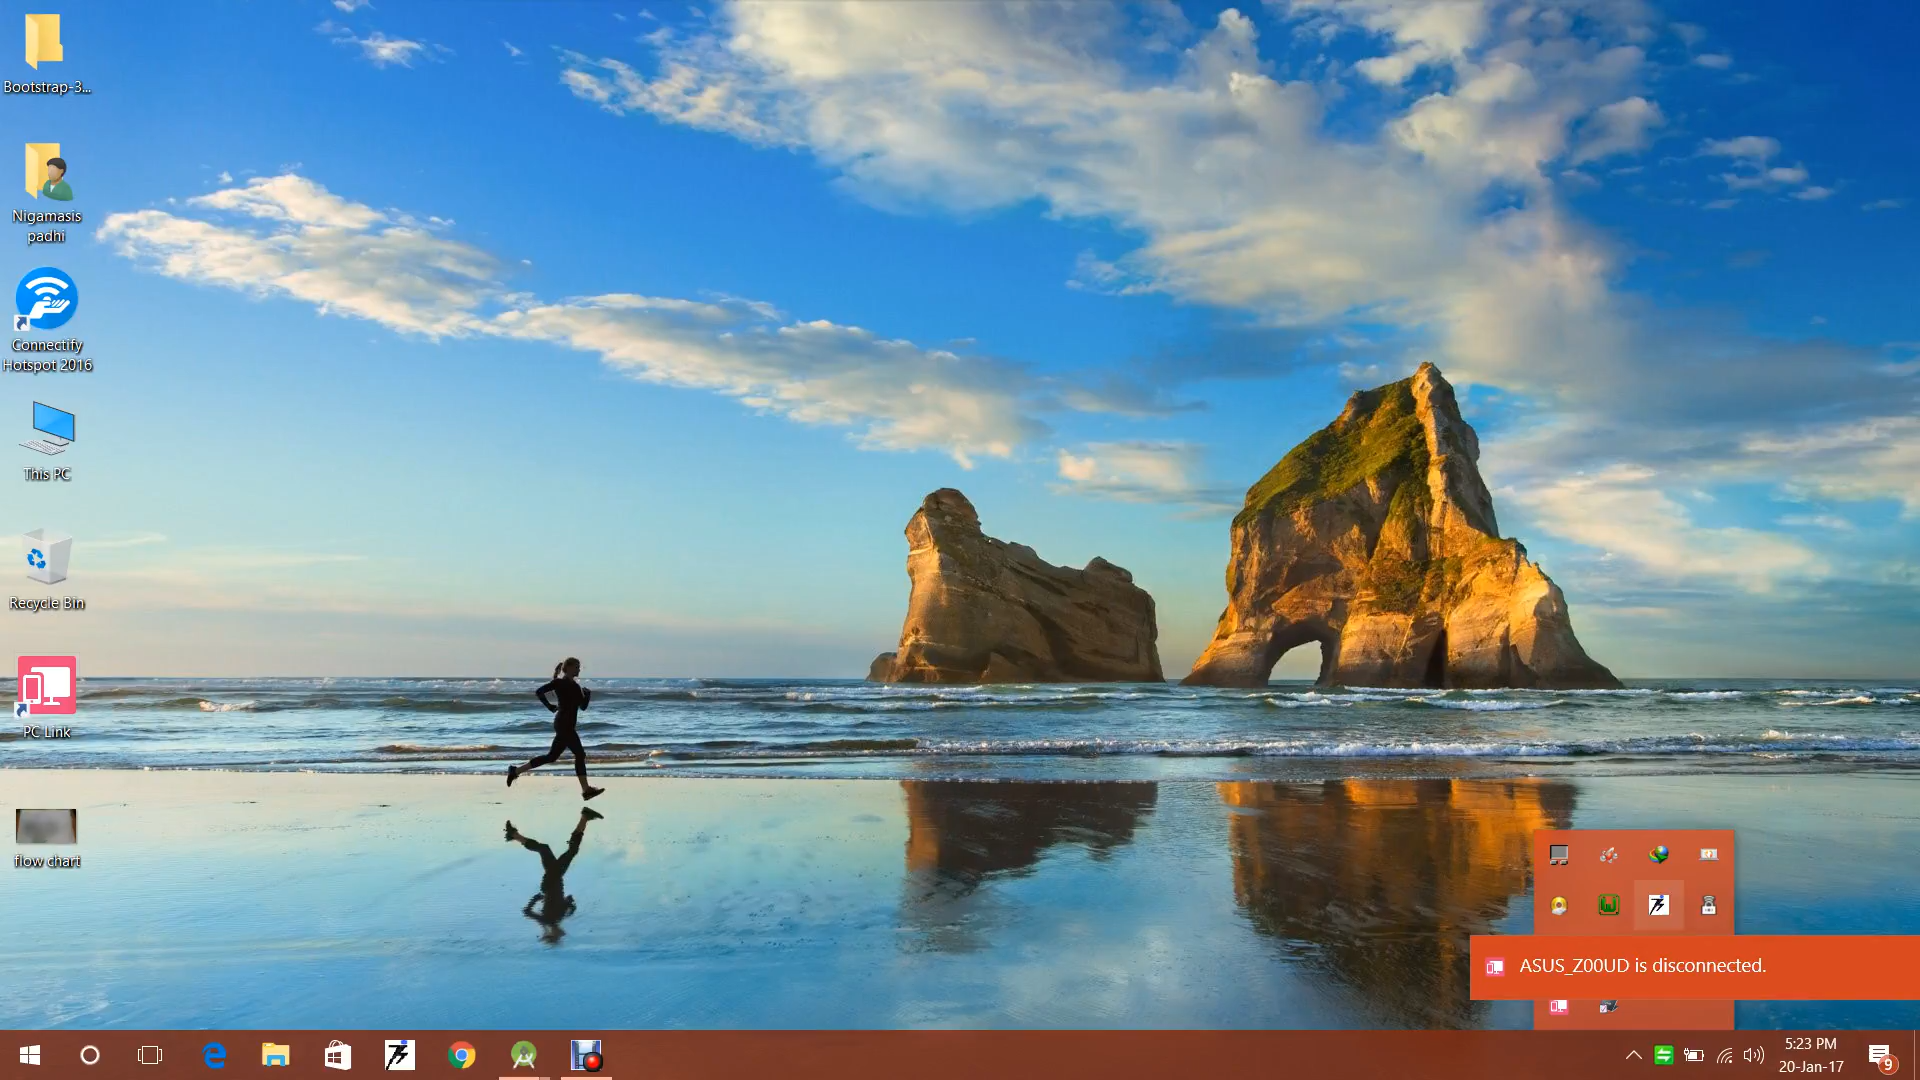 Bootstrap-3...
Nigamasis
padhi
Connectify
Hotspot 2016
This PC
Recycle Bin
PC Link
flow chart
ASUS_Z00UD is disconnected.
5:23 PM
20-Jan-17
9